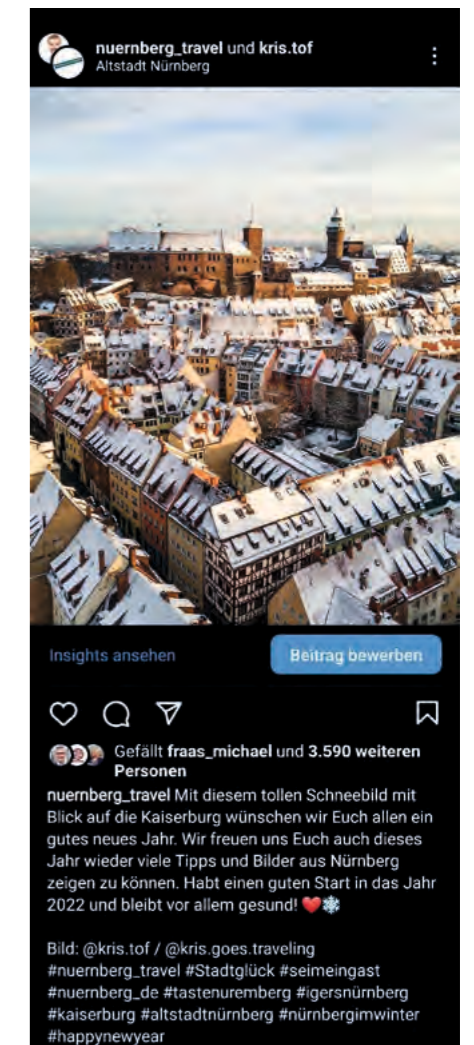 nuernberg_travel und kris.tof
Altstadt Nürnberg
Insights ansehen
Beitrag bewerben
Gefällt fraas_michael und 3.590 weiteren
Personen
nuernberg_travel Mit diesem tollen Schneebild mit
Blick auf die Kaiserburg wünschen wir Euch allen ein
gutes neues Jahr. Wir freuen uns Euch auch dieses
Jahr wieder viele Tipps und Bilder aus Nürnberg
zeigen zu können. Habt einen guten Start in das Jahr
2022 und bleibt vor allem gesund! ❤️❄️
Bild: @kris.tof / @kris.goes.traveling
#nuernberg_travel #Stadtglück #seimeingast
#nuernberg_de #tastenuremberg #igersnürnberg
#kaiserburg #altstadtnürnberg #nürnbergimwinter
#happynewyear